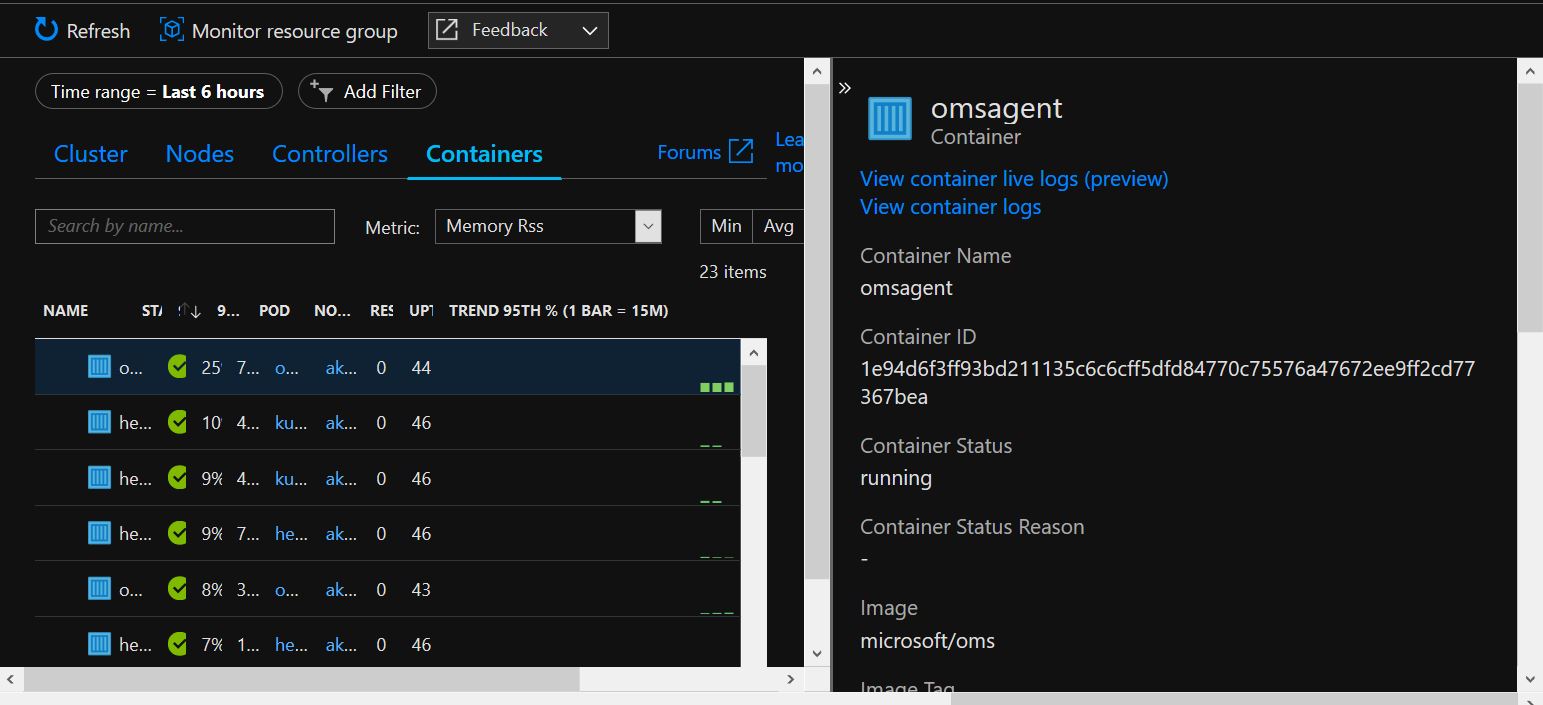 Refresh Monitor resource group Feedback
Time range = Last 6 hours Add Filter
Cluster Nodes Controllers Containers Forums Lea
mo
Search by name... Metric: Memory Rss Min Avg
23 items
NAME STA 9... POD NO... RES UPT TREND 95TH % (1 BAR = 15M)
o... 25 7... o... ak... 0 44
he... 10 4... ku... ak... 0 46
he... 9% 4... ku... ak... 0 46
he... 9% 7... he... ak... 0 46
o... 8% 3... o... ak... 0 43
he... 7% 1... he... ak... 0 46
omsagent
Container
View container live logs (preview)
View container logs
Container Name
omsagent
Container ID
1e94d6f3ff93bd211135c6c6cff5dfd84770c75576a47672ee9ff2cd77
367bea
Container Status
running
Container Status Reason
-
Image
microsoft/oms
Image Tag